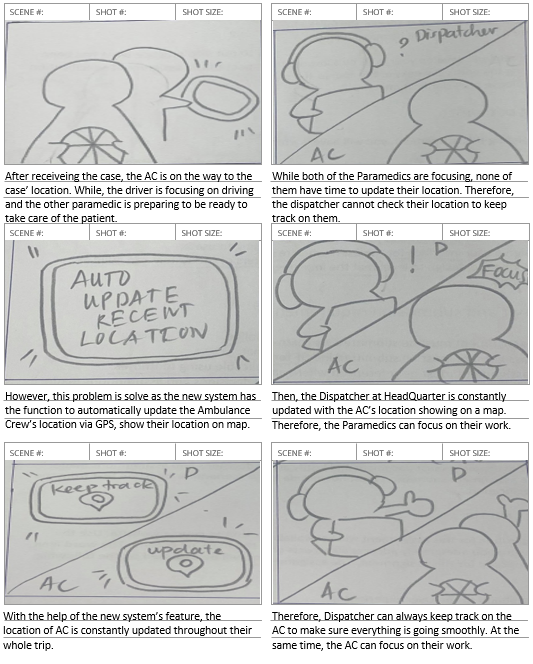 SCENE #: SHOT #: SHOT SIZE:
SCENE #: SHOT #: SHOT SIZE:
? Dispatcher
AC
After receiveing the case, the AC is on the way to the
case' location. While, the driver is focusing on driving
and the other paramedic is preparing to be ready to
take care of the patient.
While both of the Paramedics are focusing, none of
them have time to update their location. Therefore,
the dispatcher cannot check their location to keep
track on them.
SCENE #: SHOT #: SHOT SIZE:
SCENE #: SHOT #: SHOT SIZE:
AUTO
UPDATE
RECENT
LOCATION
! D
Focus
AC
However, this problem is solve as the new system has
the function to automatically update the Ambulance
Crew's location via GPS, show their location on map.
Then, the Dispatcher at HeadQuarter is constantly
updated with the AC's location showing on a map.
Therefore, the Paramedics can focus on their work.
SCENE #: SHOT #: SHOT SIZE:
SCENE #: SHOT #: SHOT SIZE:
keep track
D
update
AC
D
AC
With the help of the new system's feature, the
location of AC is constantly updated throughout their
whole trip.
Therefore, Dispatcher can always keep track on the
AC to make sure everything is going smoothly. At the
same time, the AC can focus on their work.